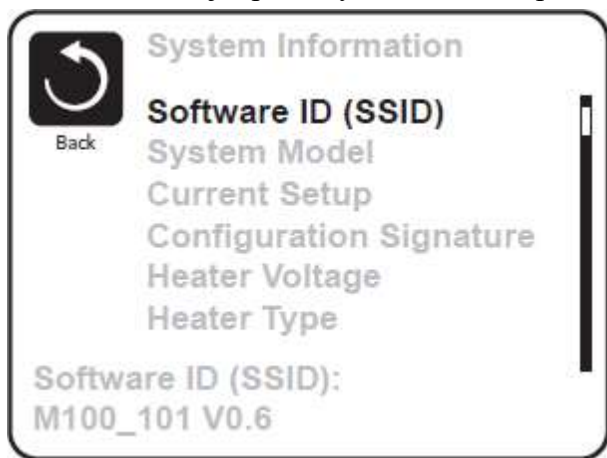 System Information
Software ID (SSID)
Back
System Model
Current Setup
Configuration Signature
Heater Voltage
Heater Type
Software ID (SSID):
M100_101 V0.6